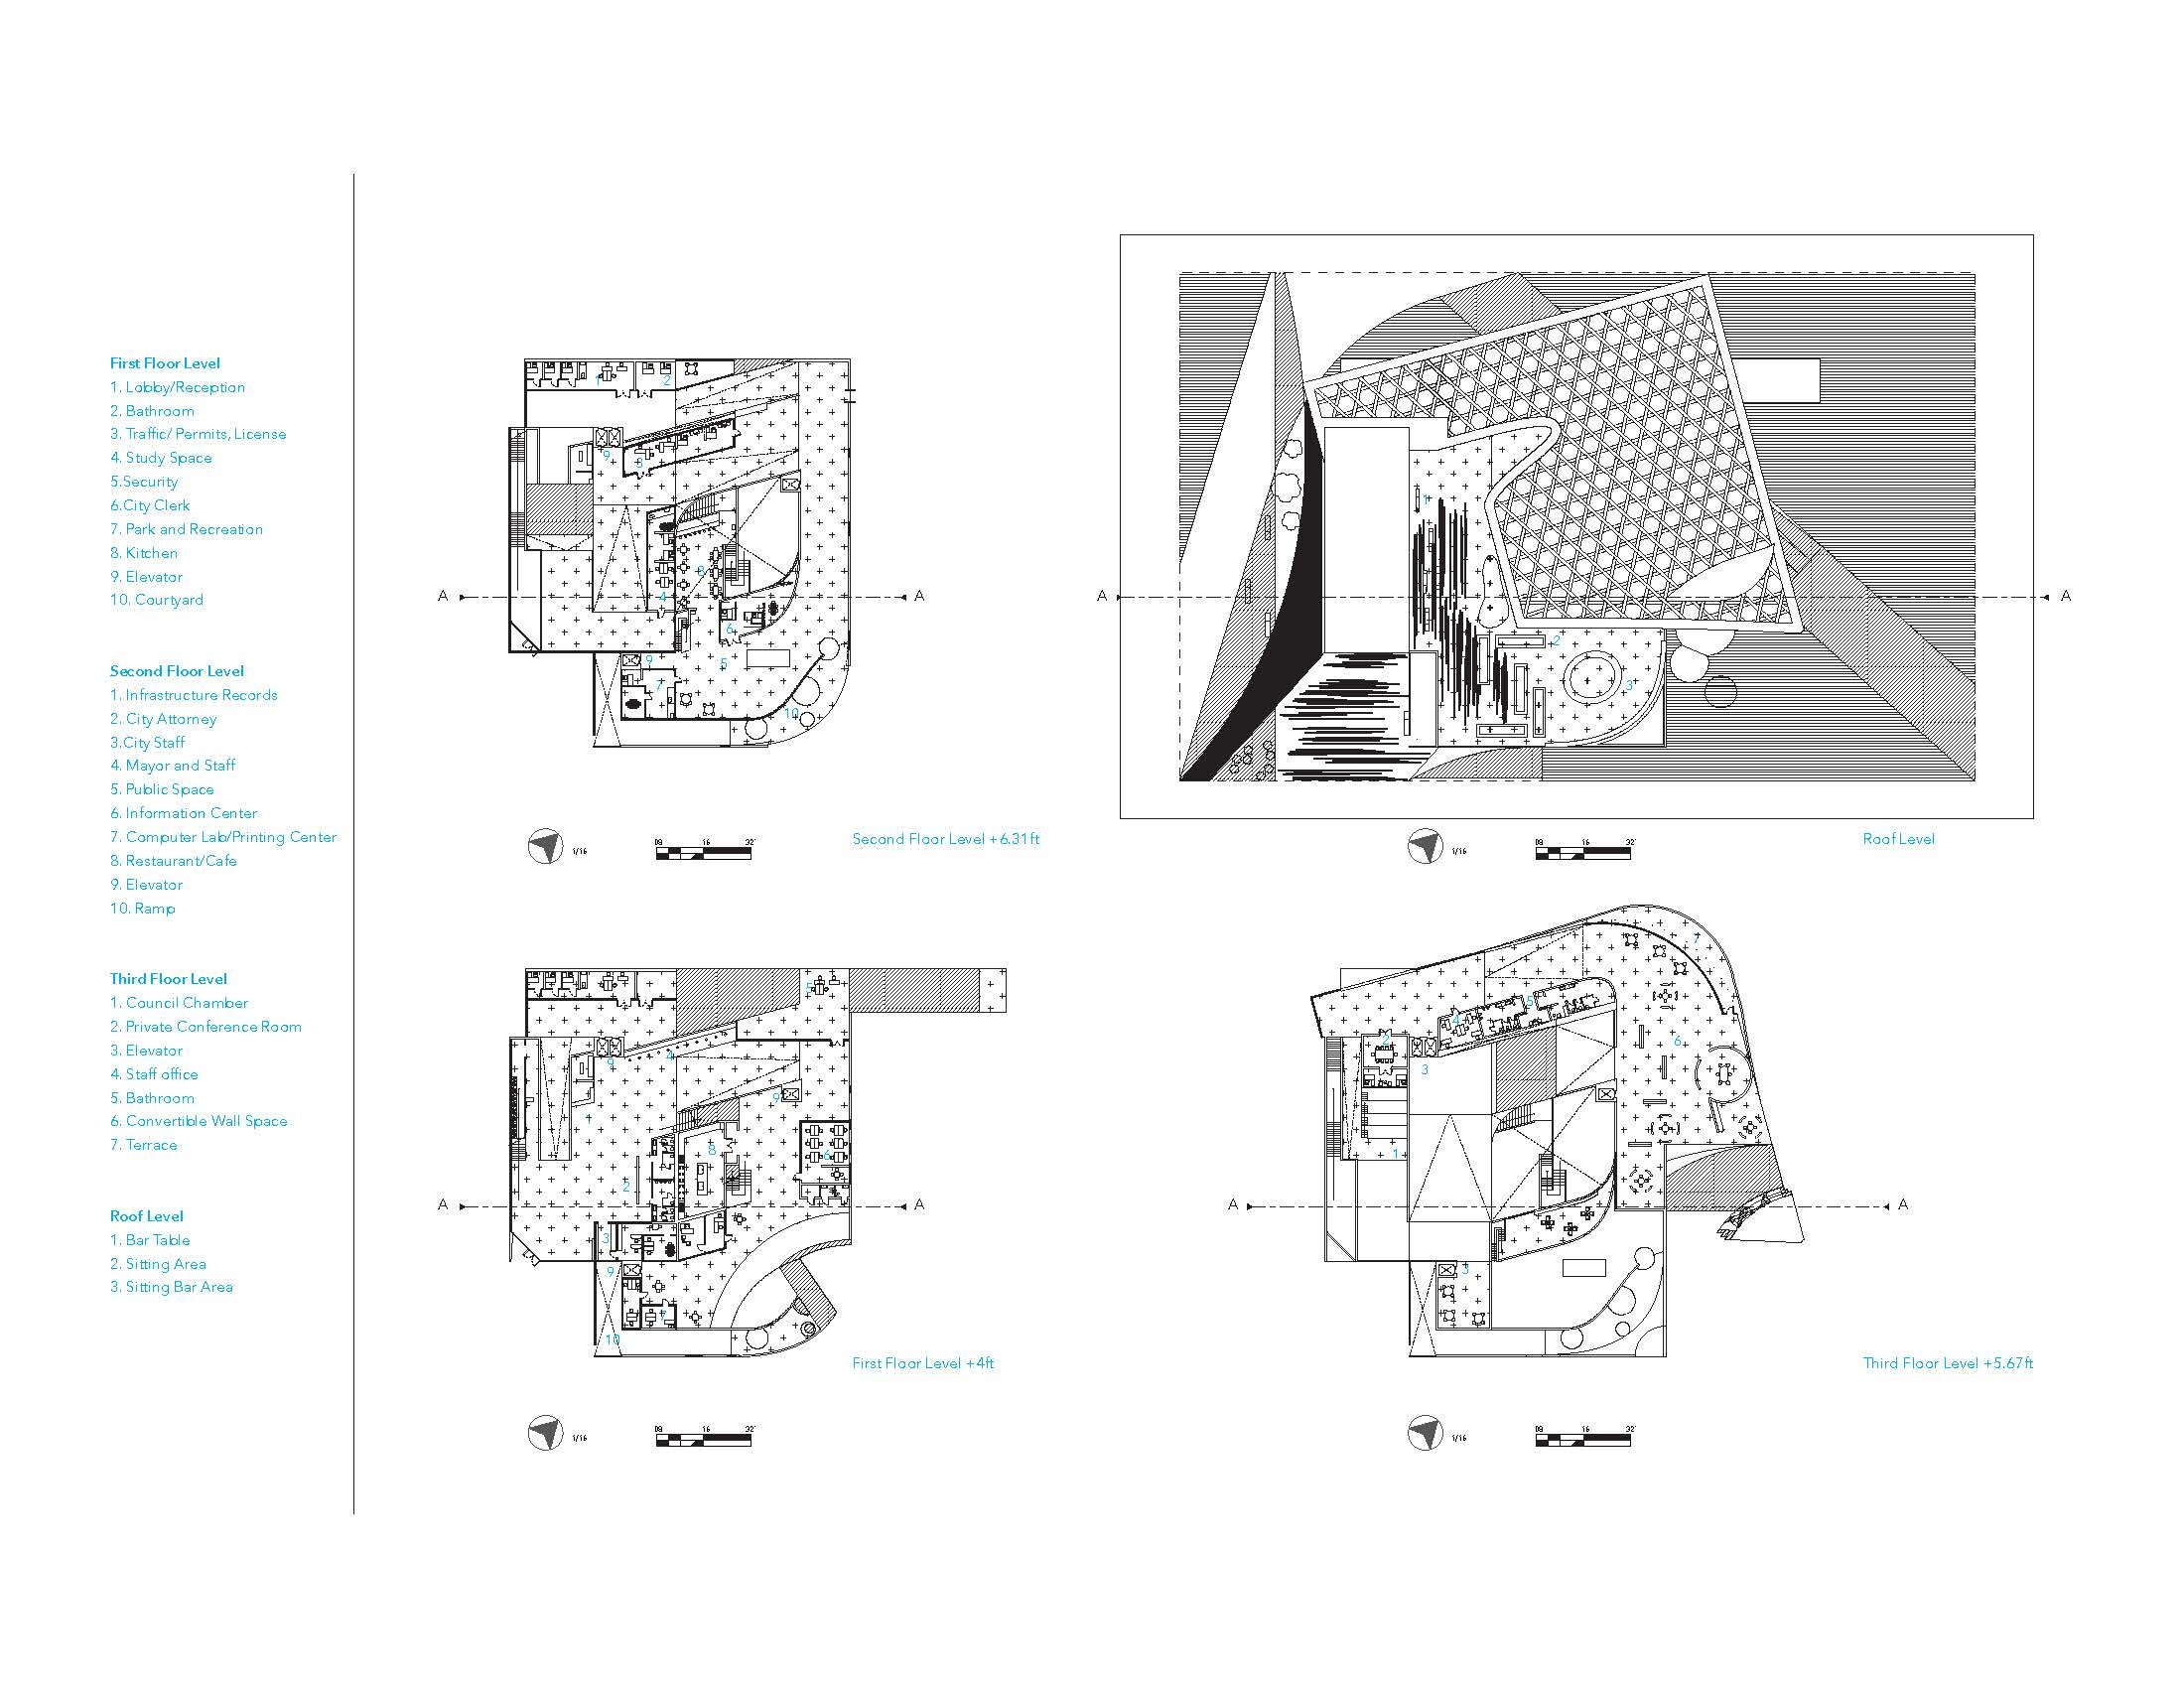 First Floor Level
1. Lobby/Reception
2. Bathroom
3. Traffic/ Permits, License
4. Study Space
5.Security
6.City Clerk
7. Park and Recreation
8. Kitchen
9. Elevator
10. Courtyard
Second Floor Level
1. Infrastructure Records
2. City Attorney
3.City Staff
4. Mayor and Staff
5. Public Space
6. Information Center
7. Computer Lab/Printing Center
8. Restaurant/Cafe
9. Elevator
10. Ramp
Third Floor Level
1. Council Chamber
2. Private Conference Room
3. Elevator
4. Staff office
5. Bathroom
6. Convertible Wall Space
7. Terrace
Roof Level
1. Bar Table
2. Sitting Area
3. Sitting Bar Area
1
2
9
3
8
A
4
A
6
9
5
7
10
1/16
08
16
32'
Second Floor Level +6.31ft
1
A
A
2
3
1/16
08
16
32'
Roof Level
5
4
9
9
8
6
2
A
A
3
9
7
10
First Floor Level +4ft
1/16
08
16
32'
7
5
4
2
6
3
1
A
A
3
Third Floor Level +5.67ft
1/16
08
16
32'